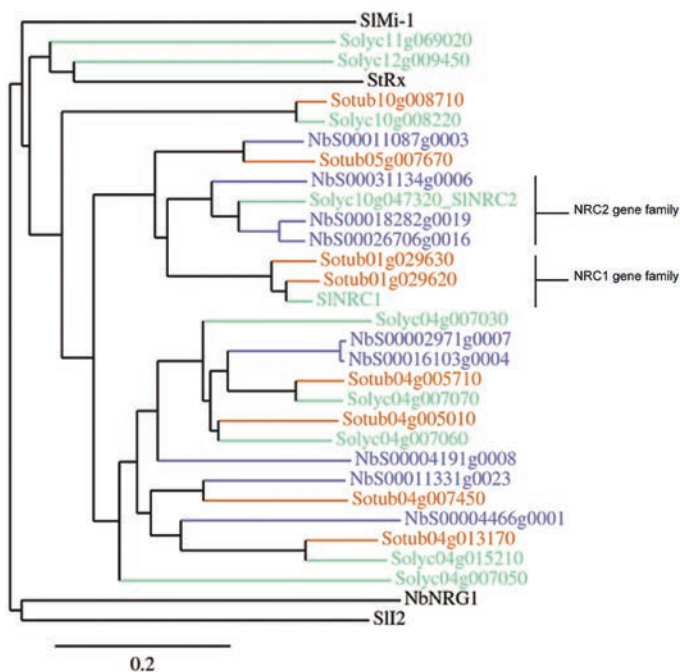 SlMi-1
Solyc11g069020
Solyc12g009450
StRx
Sotub10g008710
Solyc10g008220
NbS00011087g0003
Sotub05g007670
NbS00031134g0006
Solyc10g047320_SlNRC2
NbS00018282g0019
NbS00026706g0016
NRC2 gene family
Sotub01g029630
Sotub01g029620
SlNRC1
NRC1 gene family
Solyc04g007030
NbS00002971g0007
NbS00016103g0004
Sotub04g005710
Solyc04g007070
Sotub04g005010
Solyc04g007060
NbS00004191g0008
NbS00011331g0023
Sotub04g007450
NbS00004466g0001
Sotub04g013170
Solyc04g015210
Solyc04g007050
NbNRG1
SlI2
0.2